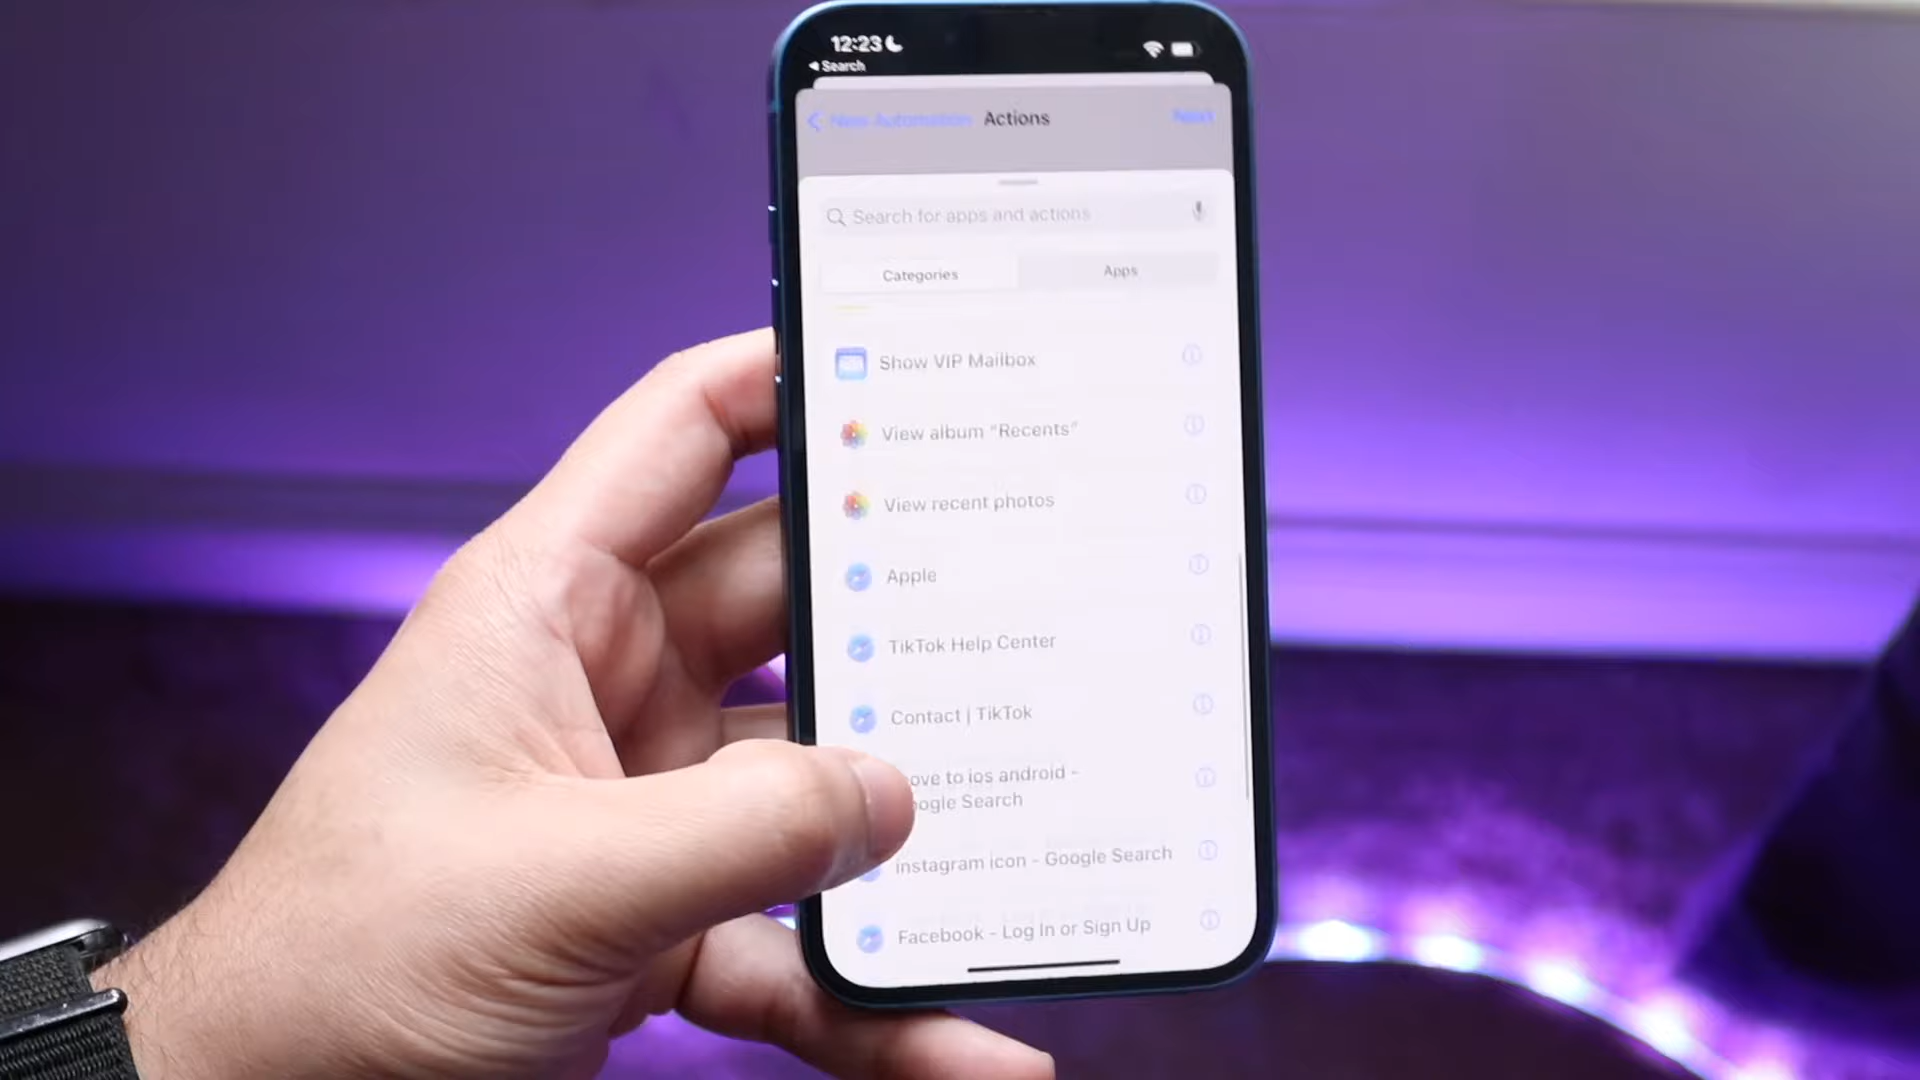 12:23
Search
New Automation Actions Next
Search for apps and actions
Categories Apps
Show VIP Mailbox
View album “Recents”
View recent photos
Apple
TikTok Help Center
Contact | TikTok
ove to ios android -
oogle Search
instagram icon - Google Search
Facebook - Log In or Sign Up